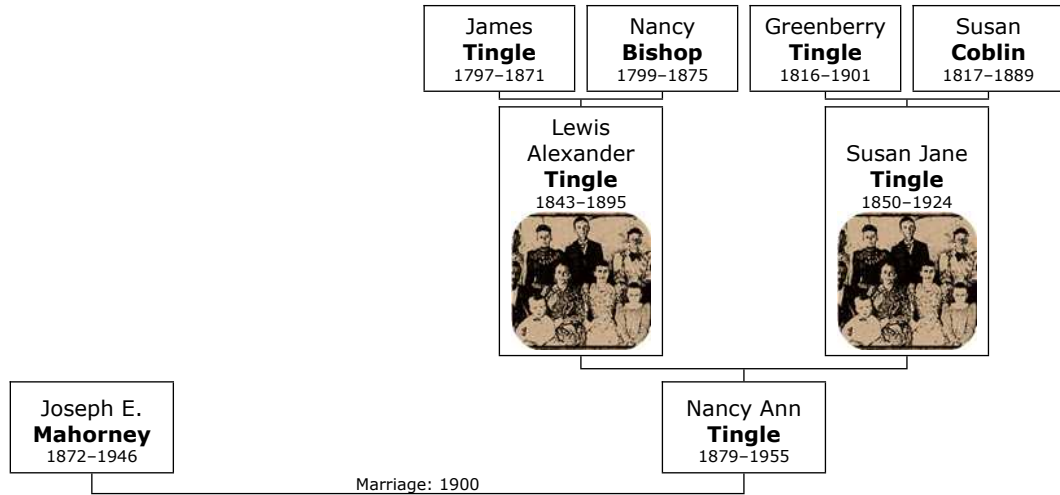 James
Tingle
1797–1871
Nancy
Bishop
1799–1875
Greenberry
Tingle
1816–1901
Susan
Coblin
1817–1889
Lewis
Alexander
Tingle
1843–1895
Susan Jane
Tingle
1850–1924
Joseph E.
Mahorney
1872–1946
Nancy Ann
Tingle
1879–1955
Marriage: 1900